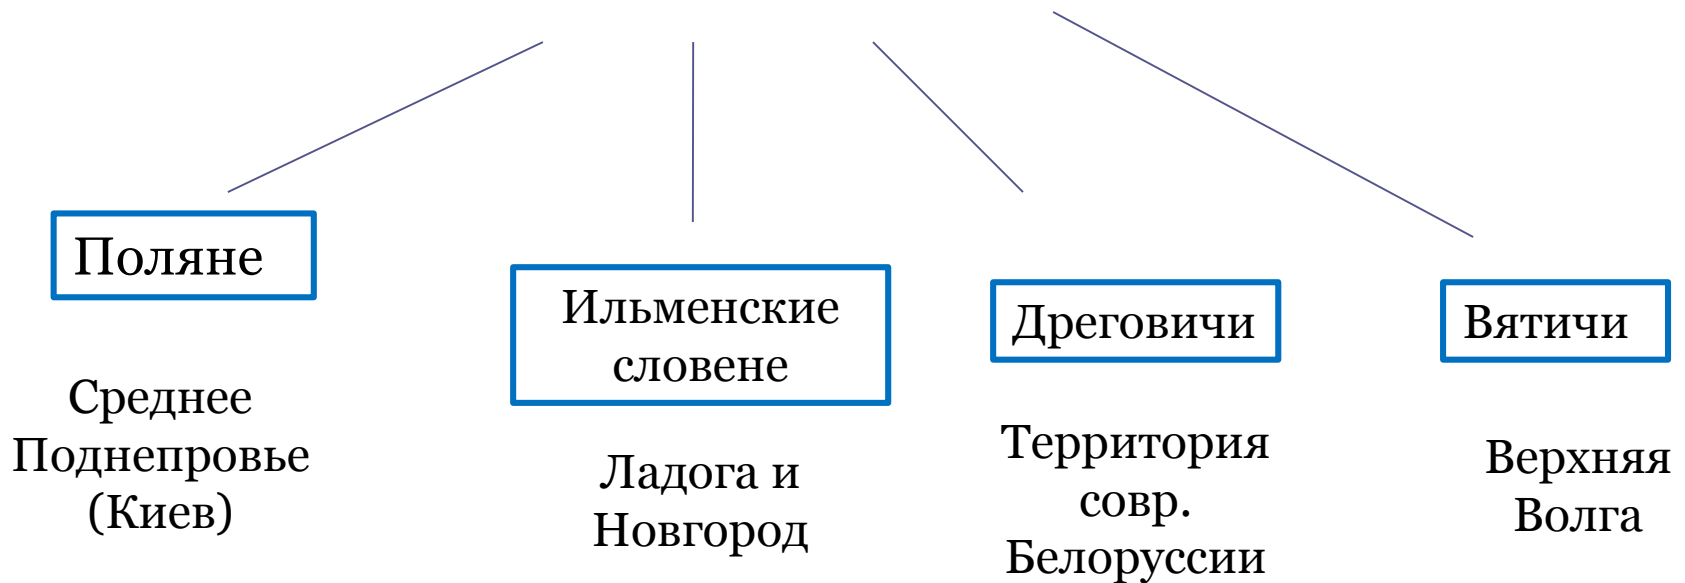 Поляне
Среднее
Поднепровье
(Киев)
Ильменские
словене
Ладога и
Новгород
Дреговичи
Территория
совр.
Белоруссии
Вятичи
Верхняя
Волга